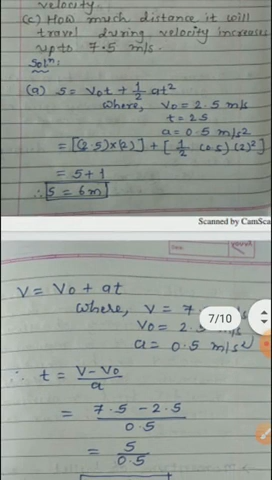 velocity.
(c) How much distance it will
travel during velocity increases
upto 7.5 m/s.
Solⁿ:
(a) S = V₀t + 1/2 at²
where, V₀ = 2.5 m/s
t = 2S
a = 0.5 m/s²
= [(2.5)×(2)] + [1/2 (0.5)(2)²]
= 5+1
∴ S = 6m
Scanned by CamSca
V = V₀ + at
where, V = 7.
7/10
V₀ = 2.5 m/s
a = 0.5 m/s²
∴ t = V-V₀/a
= 7.5 - 2.5/0.5
= 5/0.5